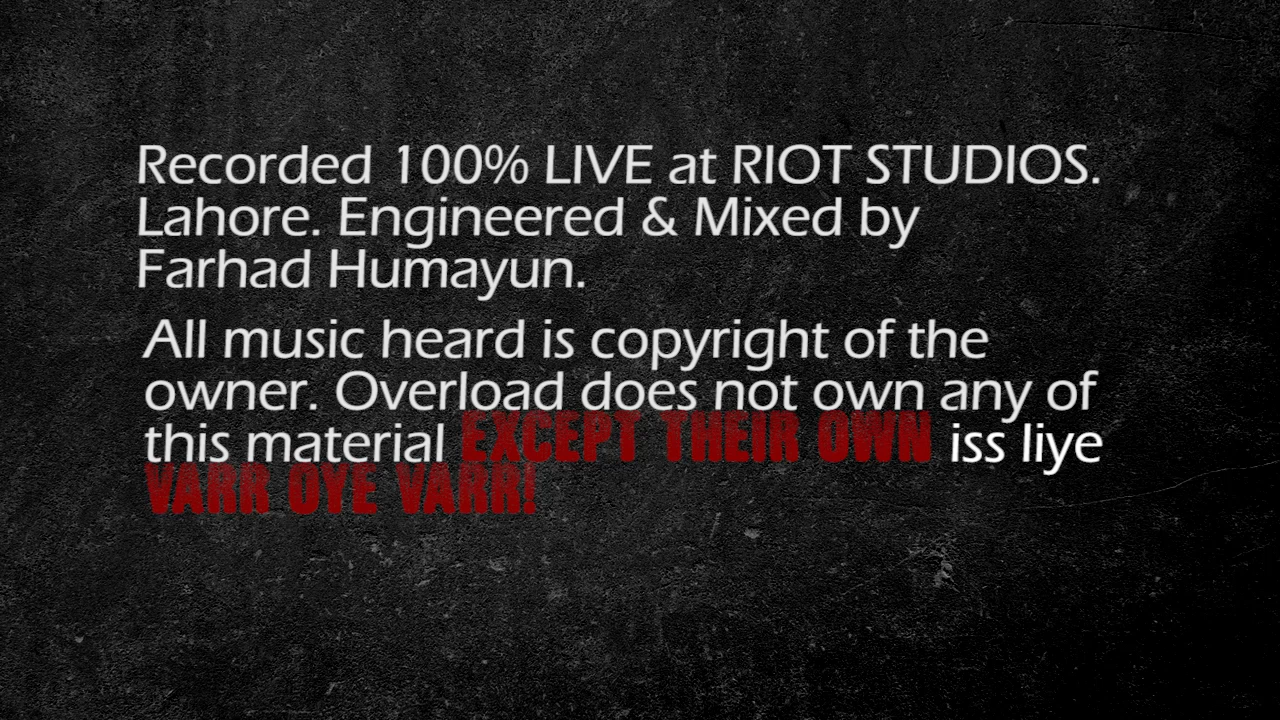 Recorded 100% LIVE at RIOT STUDIOS.
Lahore. Engineered & Mixed by
Farhad Humayun.
All music heard is copyright of the
owner. Overload does not own any of
this material EXCEPT THEIR OWN iss liye
VARR OYE VARR!